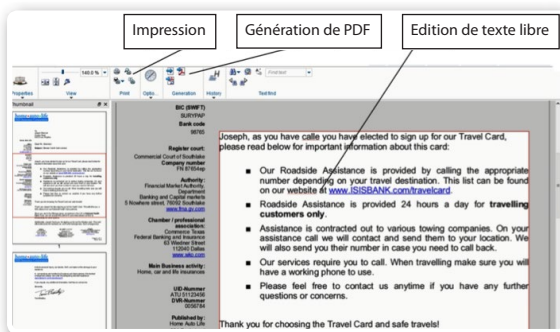 Impression
Génération de PDF
Edition de texte libre
140.0 %
Find text
Properties
View
Print
Optio...
Generation
History
Text find
Thumbnail
BIC (SWIFT)
SURYPAP
Bank code
98765
Register court:
Commercial Court of Southlake
Company number
FN 87654ep
Authority:
Financial Market Authority,
Department
Banking and Capital markets
5 Nowhere street, 76092 Southlake
www.fma.gv.com
Chamber / professional
association:
Commerce Texas
Federal Banking and Insurance
63 Wiedner Street
112045 Dallas
www.wko.com
Main Business activity:
Home, car and life insurances
UID-Nummer
ATU 51123456
DVR-Nummer
0056784
Published by:
Home Auto Life
Joseph, as you have calle you have elected to sign up for our Travel Card,
please read below for important information about this card:
■ Our Roadside Assistance is provided by calling the appropriate
number depending on your travel destination. This list can be found
on our website at www.ISISBANK.com/travelcard.
■ Roadside Assistance is provided 24 hours a day for travelling
customers only.
■ Assistance is contracted out to various towing companies. On your
assistance call we will contact and send them to your location. We
will also send you their number in case you need to call back.
■ Our services require you to call. When travelling make sure you will
have a working phone to use.
■ Please feel free to contact us anytime if you have any further
questions or concerns.
Thank you for choosing the Travel Card and safe travels!